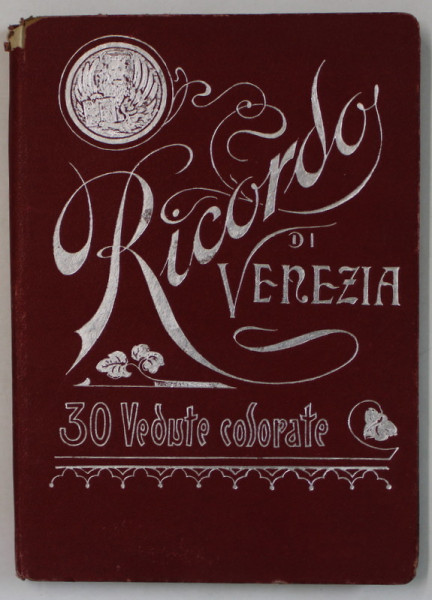 Ricordo
DI
VENEZIA
30 Vedute colorate